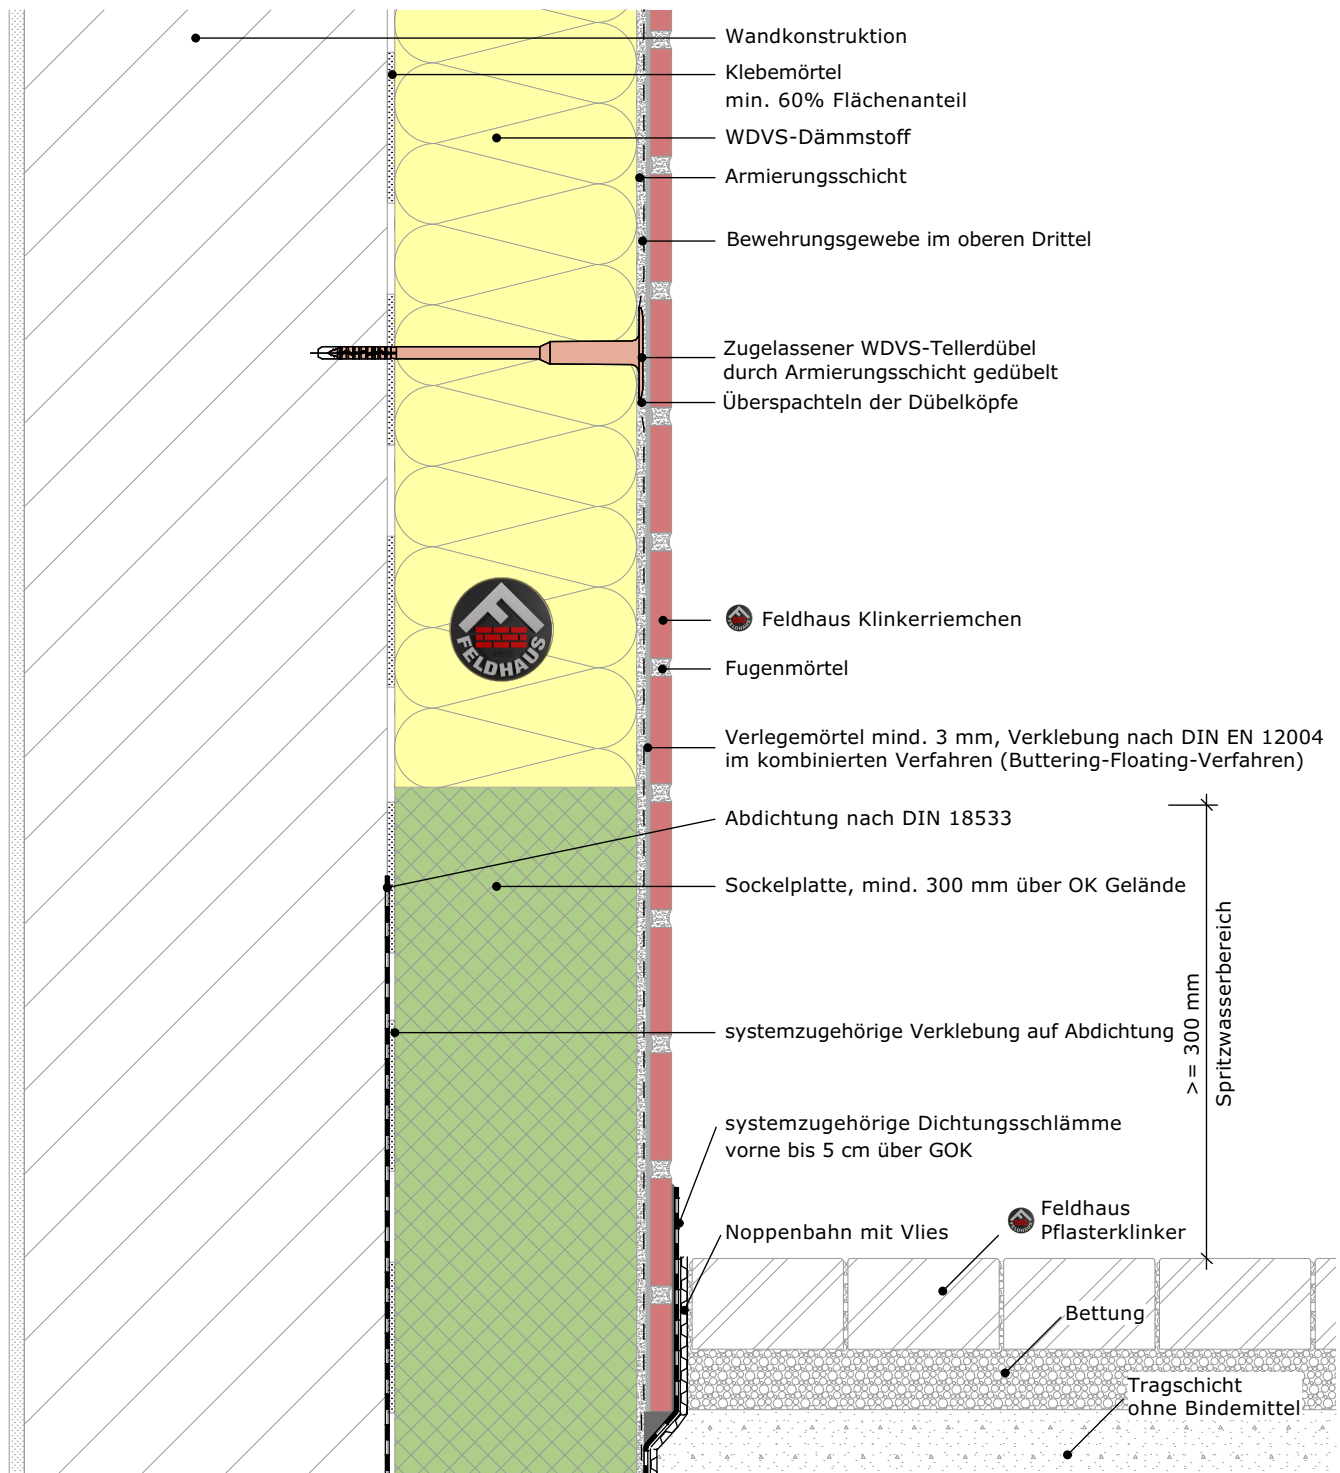 Wandkonstruktion
Klebemörtel
min. 60% Flächenanteil
WDVS-Dämmstoff
Armierungsschicht
Bewehrungsgewebe im oberen Drittel
Zugelassener WDVS-Tellerdübel
durch Armierungsschicht gedübelt
Überspachteln der Dübelköpfe
FELDHAUS
Feldhaus Klinkerriemchen
Fugenmörtel
Verlegemörtel mind. 3 mm, Verklebung nach DIN EN 12004
im kombinierten Verfahren (Buttering-Floating-Verfahren)
Abdichtung nach DIN 18533
Sockelplatte, mind. 300 mm über OK Gelände
>= 300 mm
Spritzwasserbereich
systemzugehörige Verklebung auf Abdichtung
systemzugehörige Dichtungsschlämme
vorne bis 5 cm über GOK
Noppenbahn mit Vlies
Feldhaus
Pflasterklinker
Bettung
Tragschicht
ohne Bindemittel